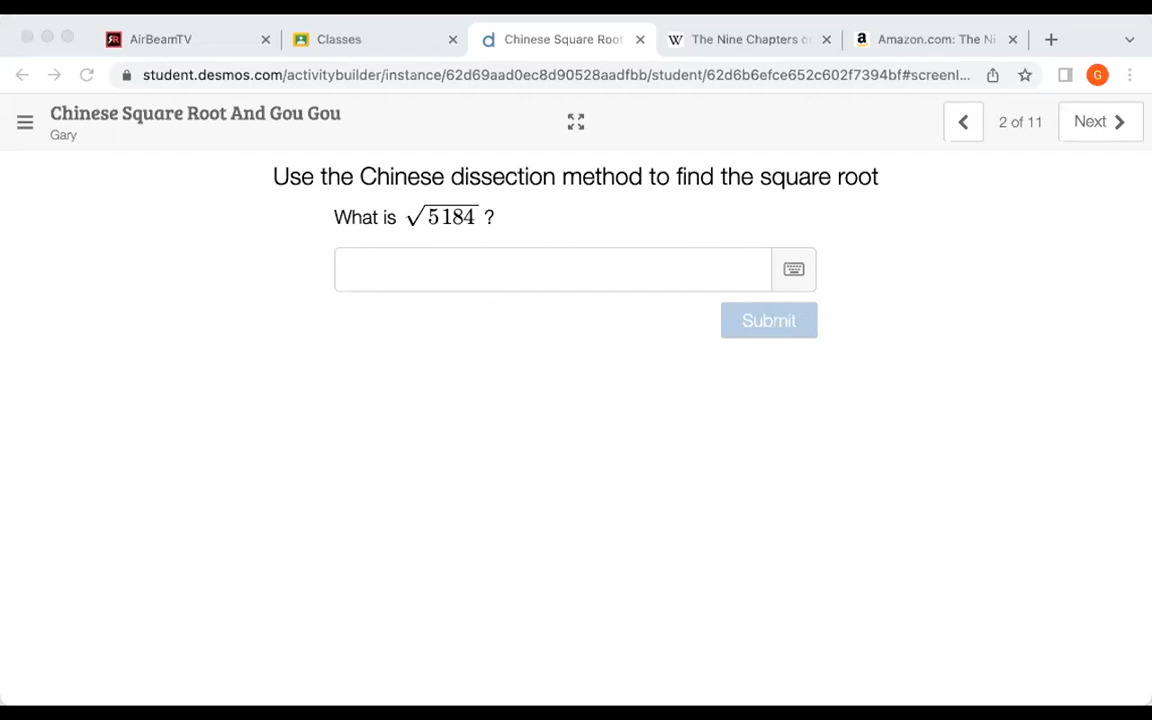 AirBeamTV
Classes
Chinese Square Root
The Nine Chapters o
Amazon.com: The Ni
student.desmos.com/activitybuilder/instance/62d69aad0ec8d90528aadfbb/student/62d6b6efce652c602f7394bf#screenI...
G
Chinese Square Root And Gou Gou
Gary
2 of 11
Next
Use the Chinese dissection method to find the square root
What is √5184 ?
Submit